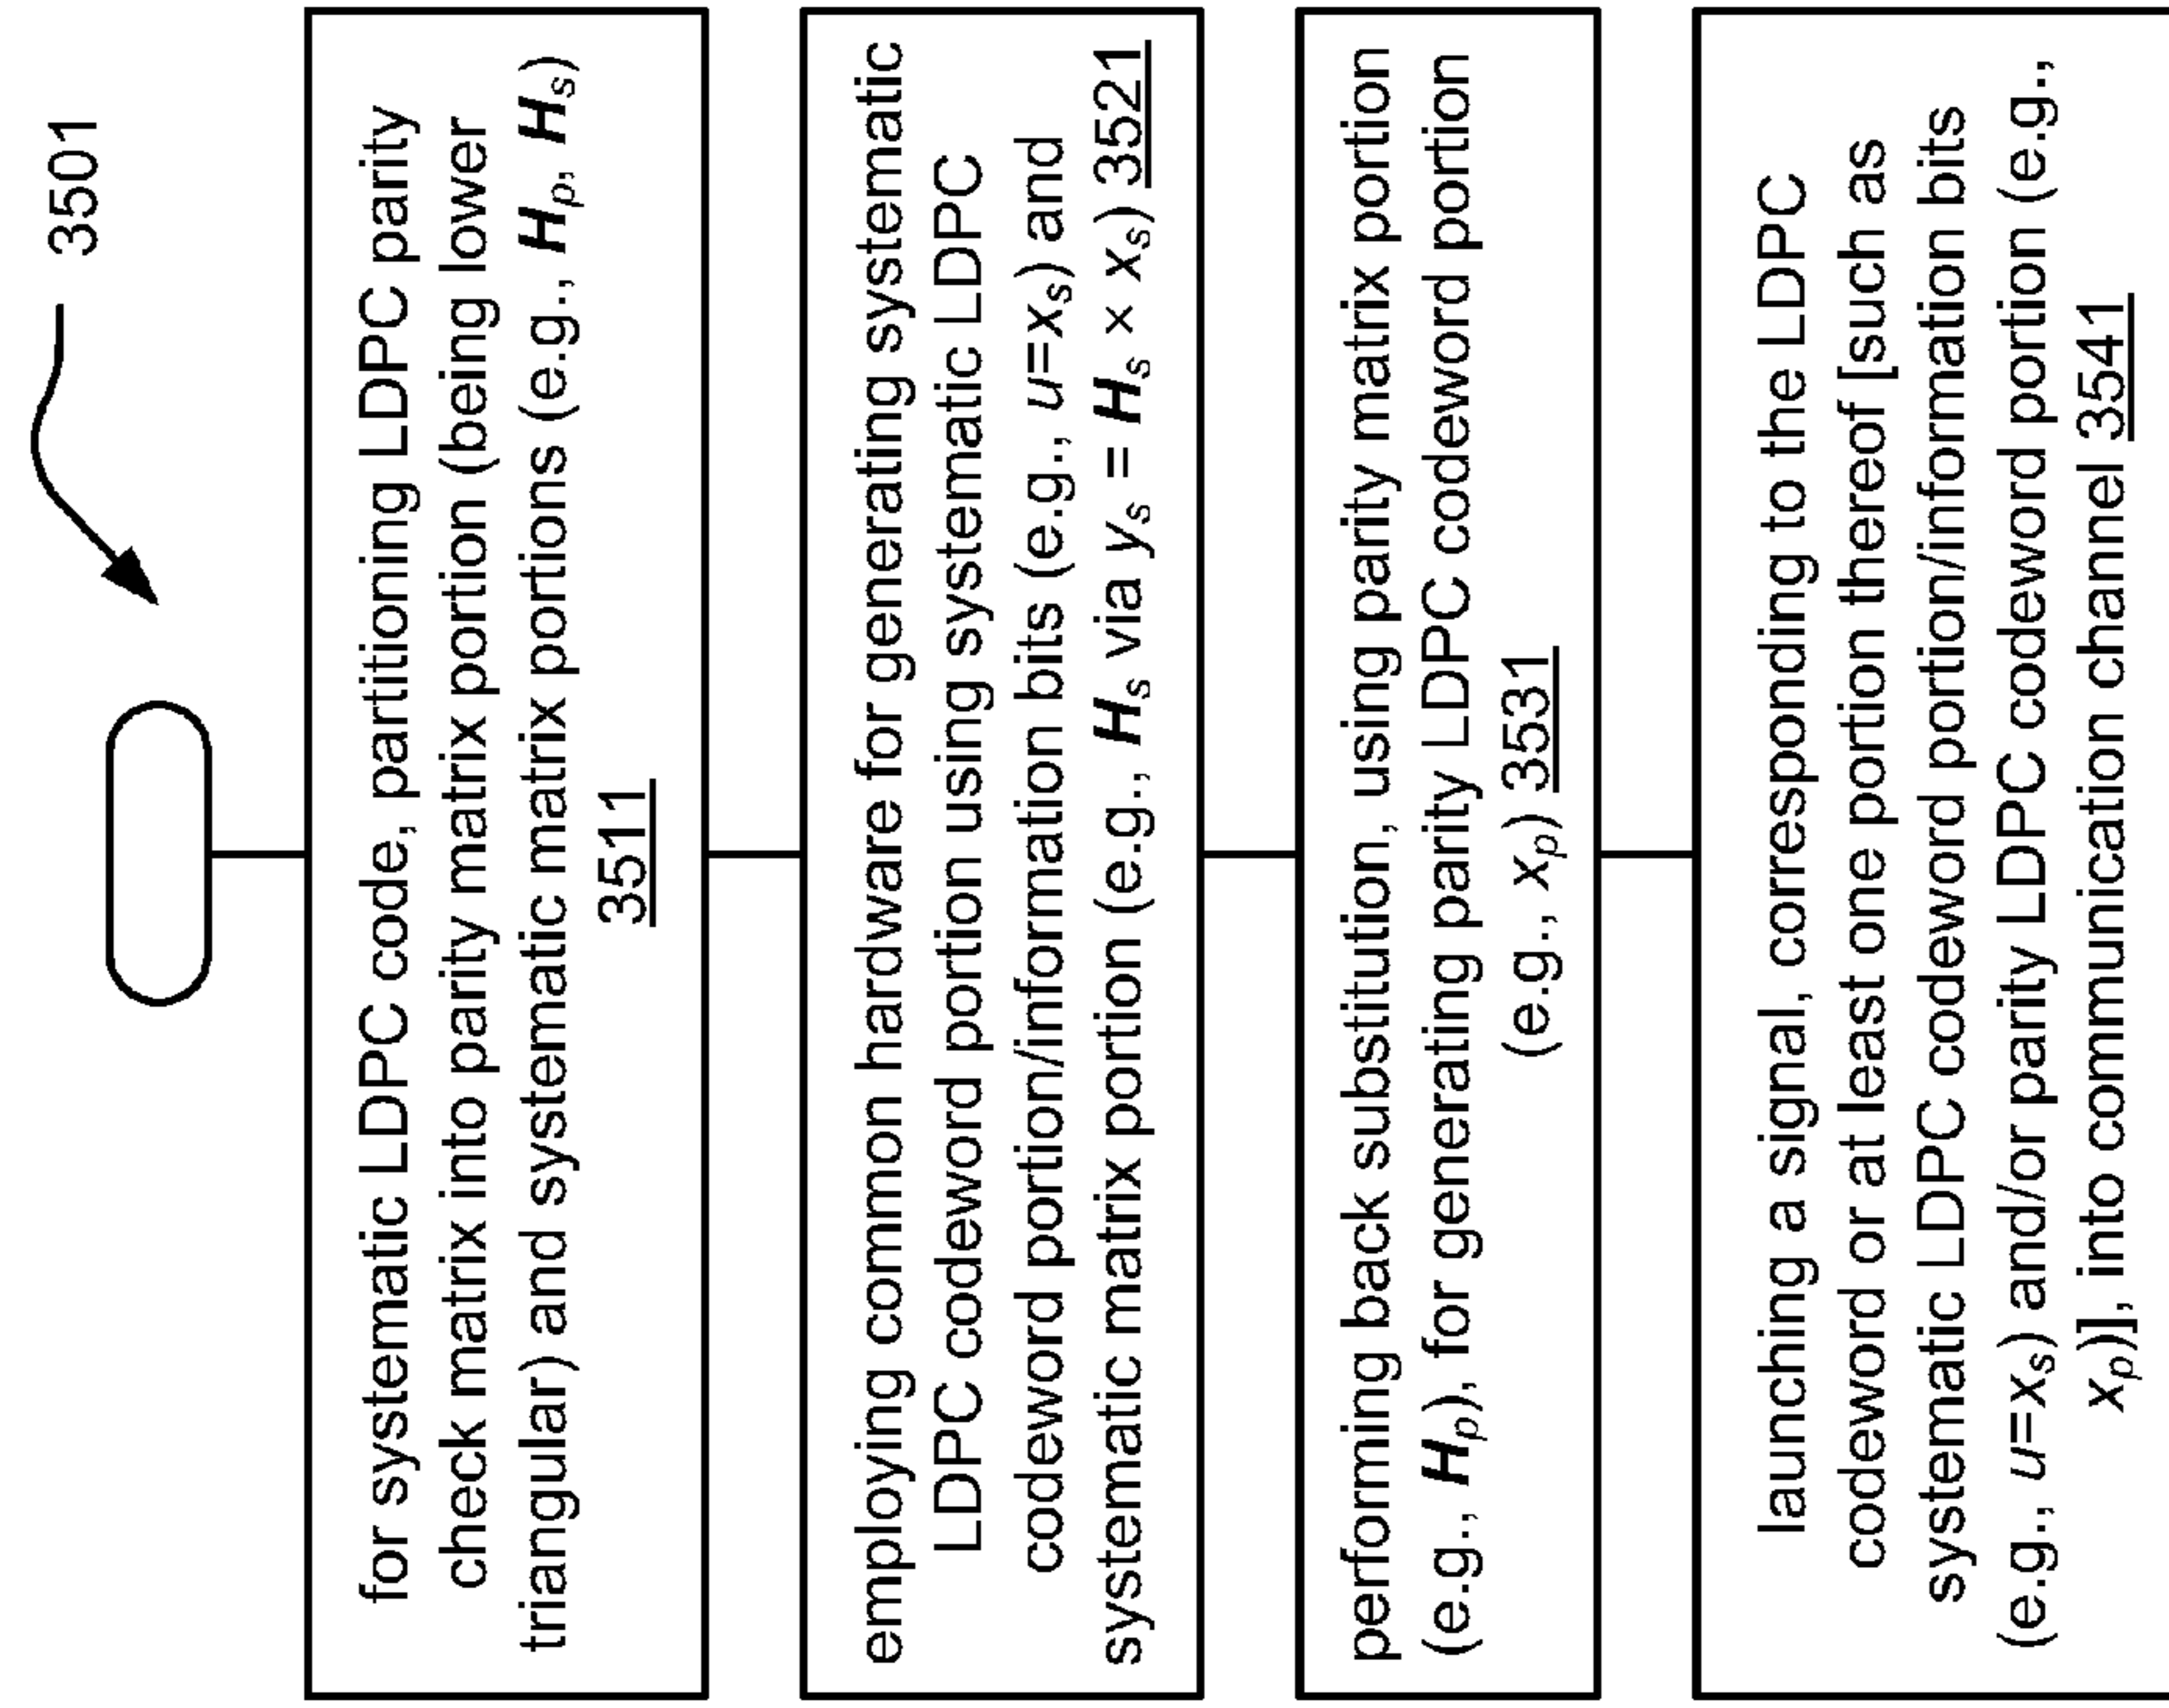 3501
for systematic LDPC code, partitioning LDPC parity
check matrix into parity matrix portion (being lower
triangular) and systematic matrix portions (e.g., Hp, Hs)
3511
employing common hardware for generating systematic
LDPC codeword portion using systematic LDPC
codeword portion/information bits (e.g., u=xs) and
systematic matrix portion (e.g., Hs via ys = Hs × xs) 3521
performing back substitution, using parity matrix portion
(e.g., Hp), for generating parity LDPC codeword portion
(e.g., xp) 3531
launching a signal, corresponding to the LDPC
codeword or at least one portion thereof [such as
systematic LDPC codeword portion/information bits
(e.g., u=xs) and/or parity LDPC codeword portion (e.g.,
xp)], into communication channel 3541